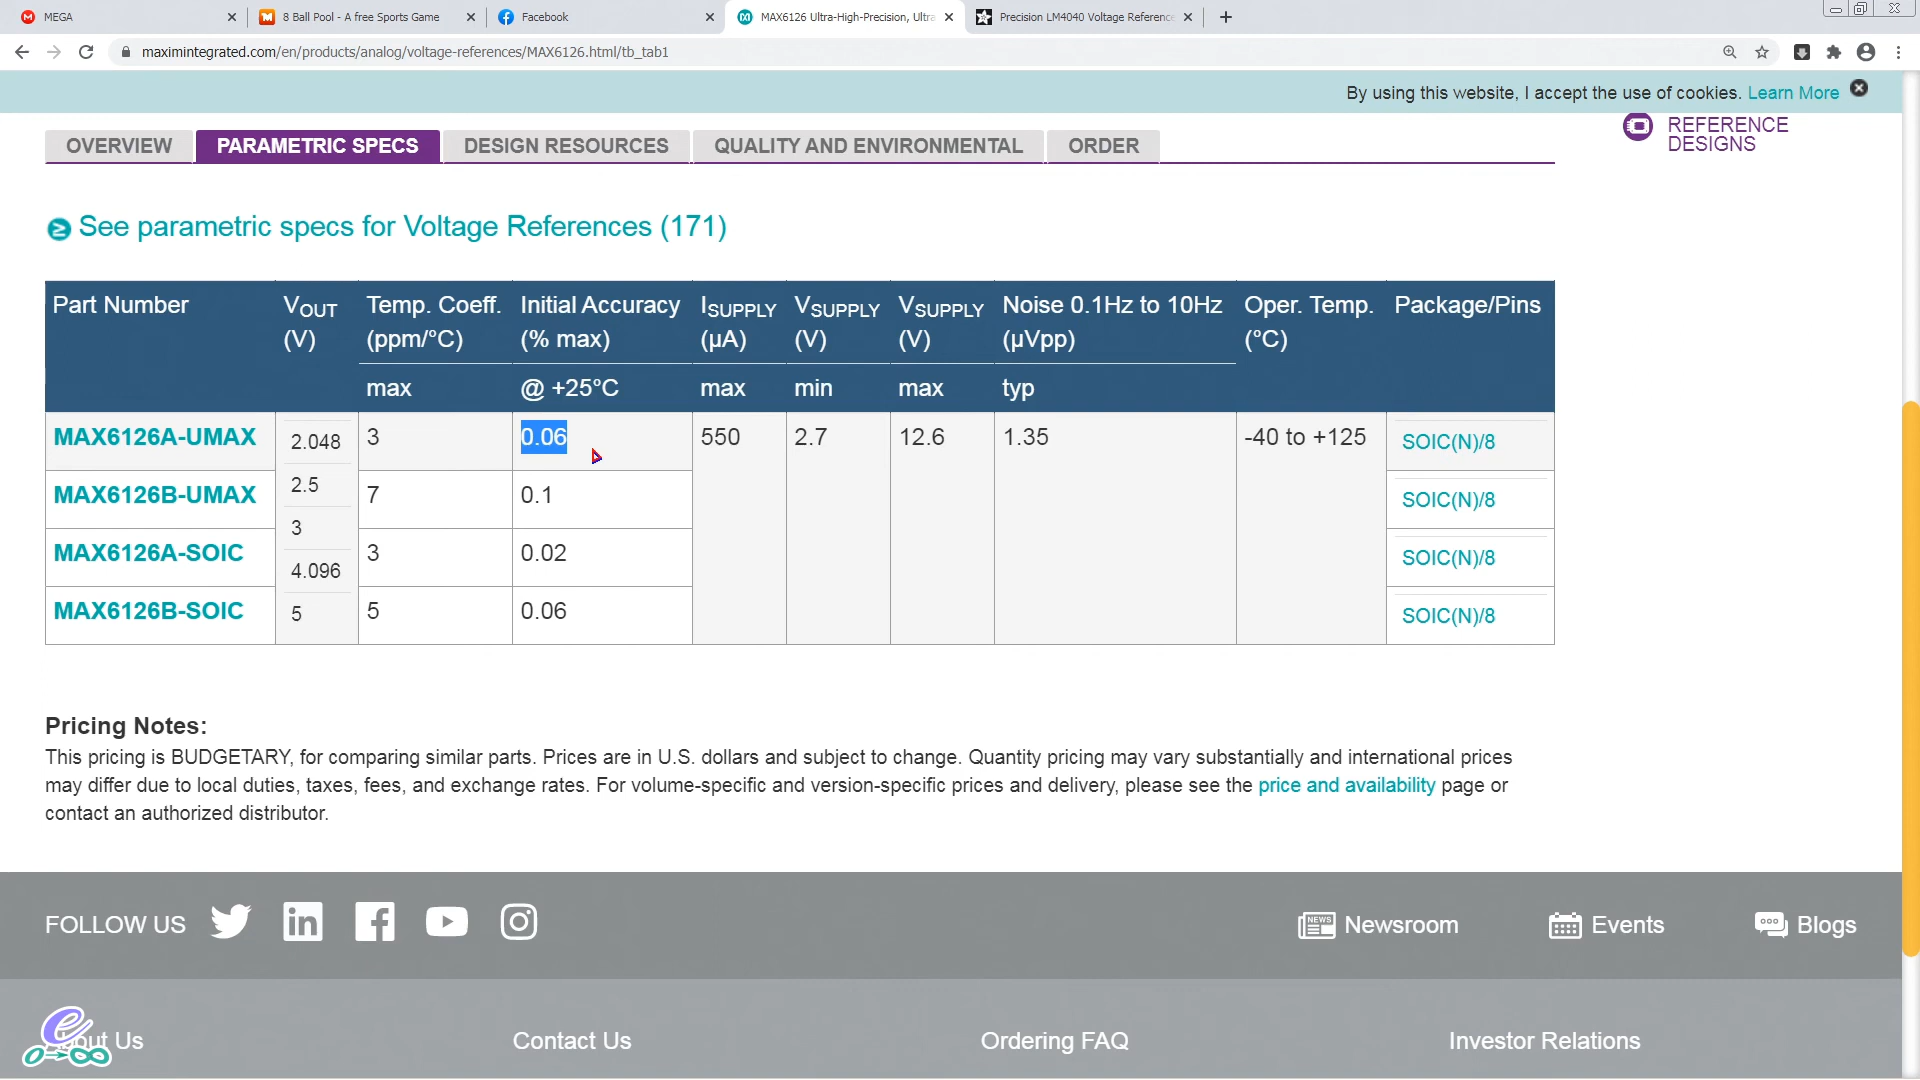 MEGA
8 Ball Pool - A free Sports Game
Facebook
MAX6126 Ultra-High-Precision, Ultra
Precision LM4040 Voltage Reference
maximintegrated.com/en/products/analog/voltage-references/MAX6126.html/tb_tab1
By using this website, I accept the use of cookies. Learn More
OVERVIEW
PARAMETRIC SPECS
DESIGN RESOURCES
QUALITY AND ENVIRONMENTAL
ORDER
REFERENCE
DESIGNS
See parametric specs for Voltage References (171)
Part Number VOUT (V) Temp. Coeff. (ppm/°C) Initial Accuracy (% max) ISUPPLY (µA) VSUPPLY (V) VSUPPLY (V) Noise 0.1Hz to 10Hz (µVpp) Oper. Temp. (°C) Package/Pins
max @ +25°C max min max typ
MAX6126A-UMAX 2.048 3 0.06 550 2.7 12.6 1.35 -40 to +125 SOIC(N)/8
2.5
MAX6126B-UMAX 7 0.1 SOIC(N)/8
3
MAX6126A-SOIC 3 0.02 SOIC(N)/8
4.096
MAX6126B-SOIC 5 5 0.06 SOIC(N)/8
Pricing Notes:
This pricing is BUDGETARY, for comparing similar parts. Prices are in U.S. dollars and subject to change. Quantity pricing may vary substantially and international prices
may differ due to local duties, taxes, fees, and exchange rates. For volume-specific and version-specific prices and delivery, please see the price and availability page or
contact an authorized distributor.
FOLLOW US
NEWS Newsroom
Events
Blogs
out Us
Contact Us
Ordering FAQ
Investor Relations